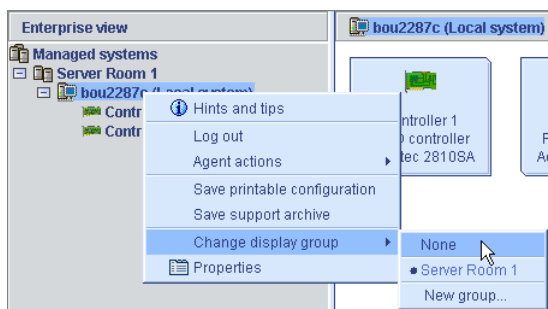 Enterprise view
bou2287c (Local system)
Managed systems
Server Room 1
bou2287c (Local system)
Contr
Contr
Hints and tips
Log out
Agent actions
Save printable configuration
Save support archive
Change display group
Properties
None
Server Room 1
New group...
ntroller 1
controller
tec 2810SA